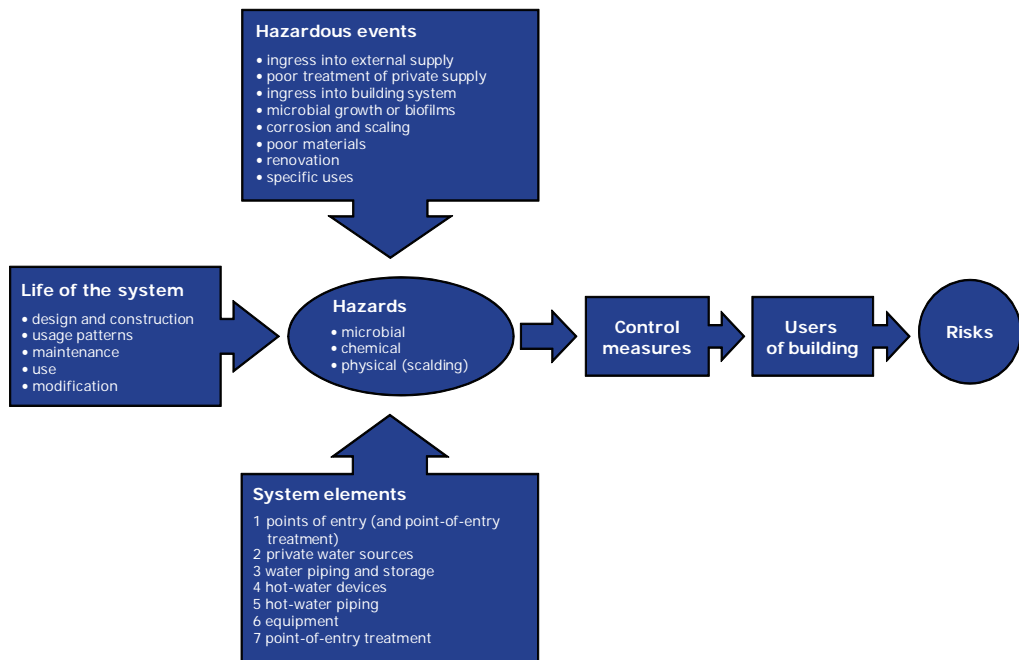 Hazardous events
• ingress into external supply
• poor treatment of private supply
• ingress into building system
• microbial growth or biofilms
• corrosion and scaling
• poor materials
• renovation
• specific uses
Life of the system
• design and construction
• usage patterns
• maintenance
• use
• modification
Hazards
• microbial
• chemical
• physical (scalding)
Control
measures
Users
of building
Risks
System elements
1 points of entry (and point-of-entry
treatment)
2 private water sources
3 water piping and storage
4 hot-water devices
5 hot-water piping
6 equipment
7 point-of-entry treatment